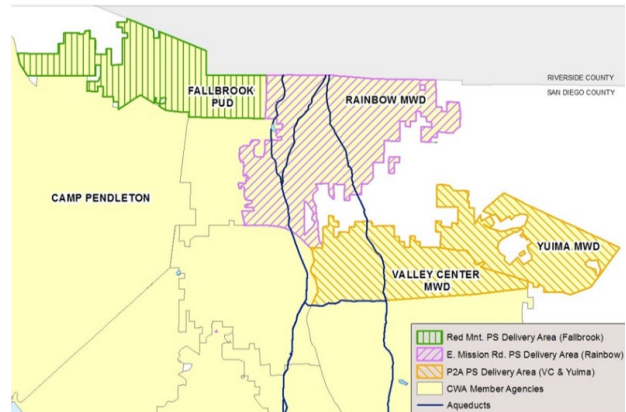 RIVERSIDE COUNTY
SAN DIEGO COUNTY
FALLBROOK
PUD
RAINBOW MWD
CAMP PENDLETON
YUIMA MWD
VALLEY CENTER
MWD
Red Mnt. PS Delivery Area (Fallbrook)
E. Mission Rd. PS Delivery Area (Rainbow)
P2A PS Delivery Area (VC & Yuima)
CWA Member Agencies
Aqueducts